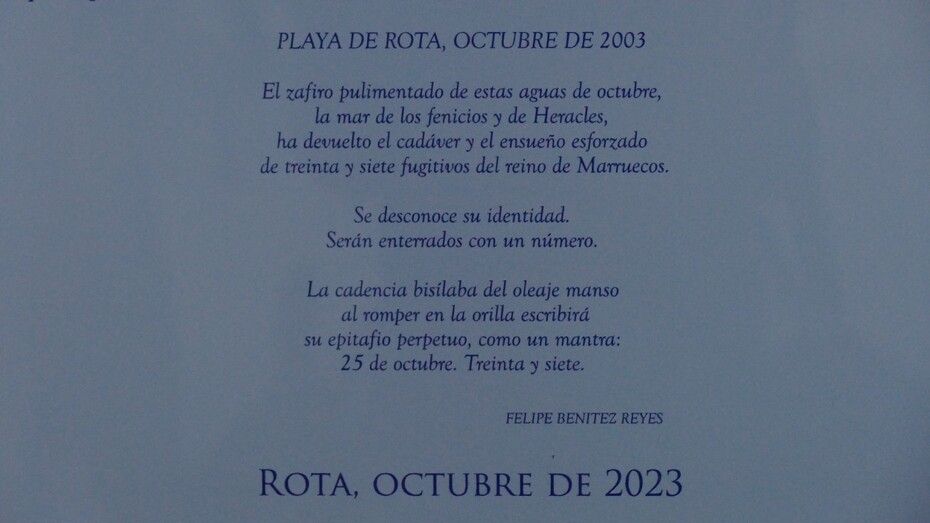 PLAYA DE ROTA, OCTUBRE DE 2003
El zafiro pulimentado de estas aguas de octubre,
la mar de los fenicios y de Heracles,
ha devuelto el cadáver y el ensueño esforzado
de treinta y siete fugitivos del reino de Marruecos.
Se desconoce su identidad.
Serán enterrados con un número.
La cadencia bisílaba del oleaje manso
al romper en la orilla escribirá
su epitafio perpetuo, como un mantra:
25 de octubre. Treinta y siete.
FELIPE BENITEZ REYES
ROTA, OCTUBRE DE 2023